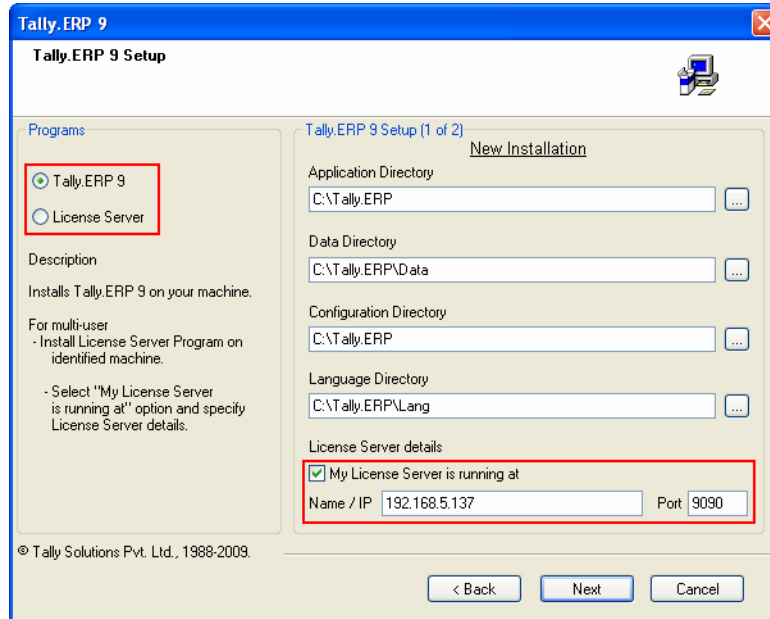 Tally.ERP 9
Tally.ERP 9 Setup
Programs
Tally.ERP 9
License Server
Description
Installs Tally.ERP 9 on your machine.
For multi-user
- Install License Server Program on
identified machine.
- Select "My License Server
is running at" option and specify
License Server details.
Tally.ERP 9 Setup (1 of 2)
New Installation
Application Directory
C:\Tally.ERP
...
Data Directory
C:\Tally.ERP\Data
...
Configuration Directory
C:\Tally.ERP
...
Language Directory
C:\Tally.ERP\Lang
...
License Server details
My License Server is running at
Name / IP 192.168.5.137 Port 9090
© Tally Solutions Pvt. Ltd., 1988-2009.
< Back Next Cancel